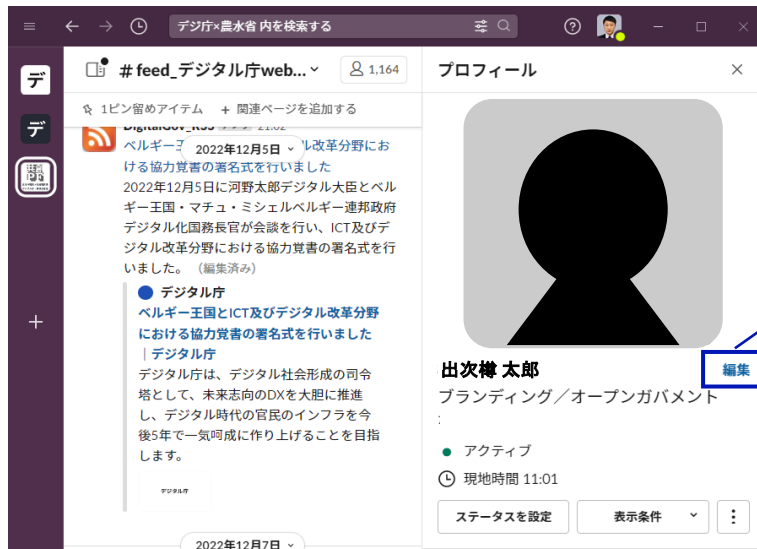 デジ庁×農水省 内を検索する
デ
デ
# feed_デジタル庁web...
1,164
1ピン留めアイテム + 関連ページを追加する
DigitalGov_RSS 21:02
2022年12月5日
ル改革分野にお
ける協力覚書の署名式を行いました
2022年12月5日に河野太郎デジタル大臣とベル
ギー王国・マチュ・ミシェルベルギー連邦政府
デジタル化国務長官が会談を行い、ICT及びデ
ジタル改革分野における協力覚書の署名式を行
いました。 （編集済み）
デジタル庁
ベルギー王国とICT及びデジタル改革分野
における協力覚書の署名式を行いました
｜デジタル庁
デジタル庁は、デジタル社会形成の司令
塔として、未来志向のDXを大胆に推進
し、デジタル時代の官民のインフラを今
後5年で一気呵成に作り上げることを目指
します。
デジタル庁
2022年12月7日
プロフィール
出次樽 太郎
編集
ブランディング／オープンガバメント
:
アクティブ
現地時間 11:01
ステータスを設定
表示条件